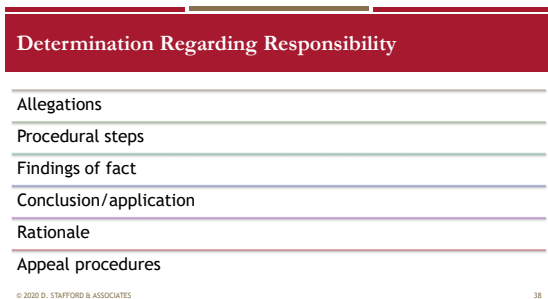 Determination Regarding Responsibility
Allegations
Procedural steps
Findings of fact
Conclusion/application
Rationale
Appeal procedures
© 2020 D. STAFFORD & ASSOCIATES
38